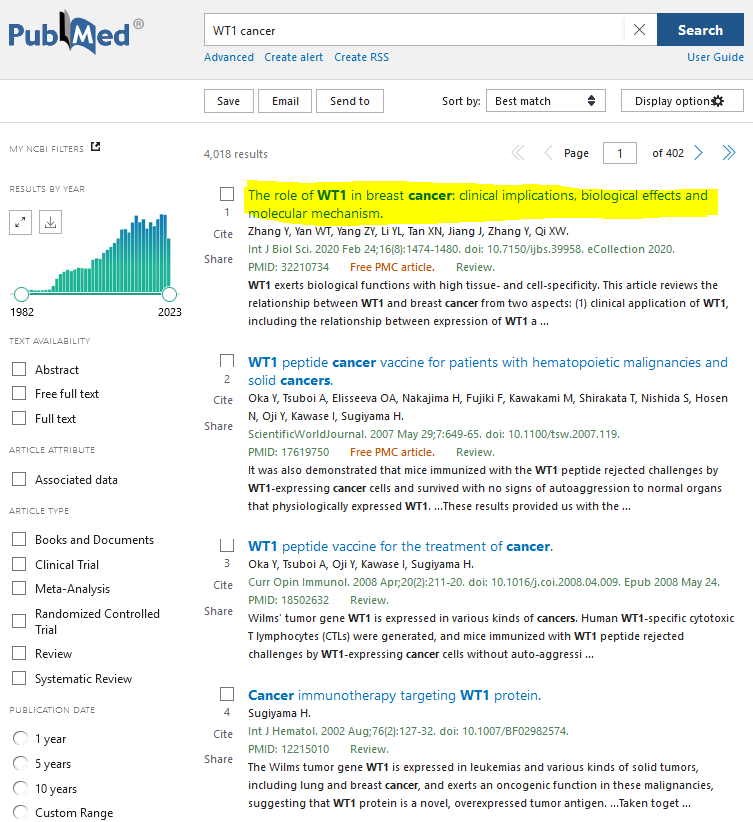 PubMed®
WT1 cancer
Search
Advanced Create alert Create RSS
User Guide
Save Email Send to
Sort by: Best match
Display options
MY NCBI FILTERS
4,018 results
Page 1 of 402
RESULTS BY YEAR
1982 2023
TEXT AVAILABILITY
Abstract
Free full text
Full text
ARTICLE ATTRIBUTE
Associated data
ARTICLE TYPE
Books and Documents
Clinical Trial
Meta-Analysis
Randomized Controlled
Trial
Review
Systematic Review
PUBLICATION DATE
1 year
5 years
10 years
Custom Range
1
Cite
Share
The role of WT1 in breast cancer: clinical implications, biological effects and
molecular mechanism.
Zhang Y, Yan WT, Yang ZY, Li YL, Tan XN, Jiang J, Zhang Y, Qi XW.
Int J Biol Sci. 2020 Feb 24;16(8):1474-1480. doi: 10.7150/ijbs.39958. eCollection 2020.
PMID: 32210734 Free PMC article. Review.
WT1 exerts biological functions with high tissue- and cell-specificity. This article reviews the
relationship between WT1 and breast cancer from two aspects: (1) clinical application of WT1,
including the relationship between expression of WT1 a ...
2
Cite
Share
WT1 peptide cancer vaccine for patients with hematopoietic malignancies and
solid cancers.
Oka Y, Tsuboi A, Elisseeva OA, Nakajima H, Fujiki F, Kawakami M, Shirakata T, Nishida S, Hosen
N, Oji Y, Kawase I, Sugiyama H.
ScientificWorldJournal. 2007 May 29;7:649-65. doi: 10.1100/tsw.2007.119.
PMID: 17619750 Free PMC article. Review.
It was also demonstrated that mice immunized with the WT1 peptide rejected challenges by
WT1-expressing cancer cells and survived with no signs of autoaggression to normal organs
that physiologically expressed WT1. ...These results provided us with the ...
3
Cite
Share
WT1 peptide vaccine for the treatment of cancer.
Oka Y, Tsuboi A, Oji Y, Kawase I, Sugiyama H.
Curr Opin Immunol. 2008 Apr;20(2):211-20. doi: 10.1016/j.coi.2008.04.009. Epub 2008 May 24.
PMID: 18502632 Review.
Wilms' tumor gene WT1 is expressed in various kinds of cancers. Human WT1-specific cytotoxic
T lymphocytes (CTLs) were generated, and mice immunized with WT1 peptide rejected
challenges by WT1-expressing cancer cells without auto-aggressi ...
4
Cite
Share
Cancer immunotherapy targeting WT1 protein.
Sugiyama H.
Int J Hematol. 2002 Aug;76(2):127-32. doi: 10.1007/BF02982574.
PMID: 12215010 Review.
The Wilms tumor gene WT1 is expressed in leukemias and various kinds of solid tumors,
including lung and breast cancer, and exerts an oncogenic function in these malignancies,
suggesting that WT1 protein is a novel, overexpressed tumor antigen. ...Taken toget ...